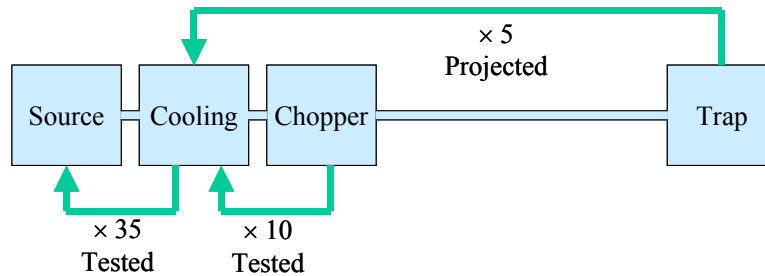 × 5
Projected
Source
Cooling
Chopper
Trap
× 35
Tested
× 10
Tested